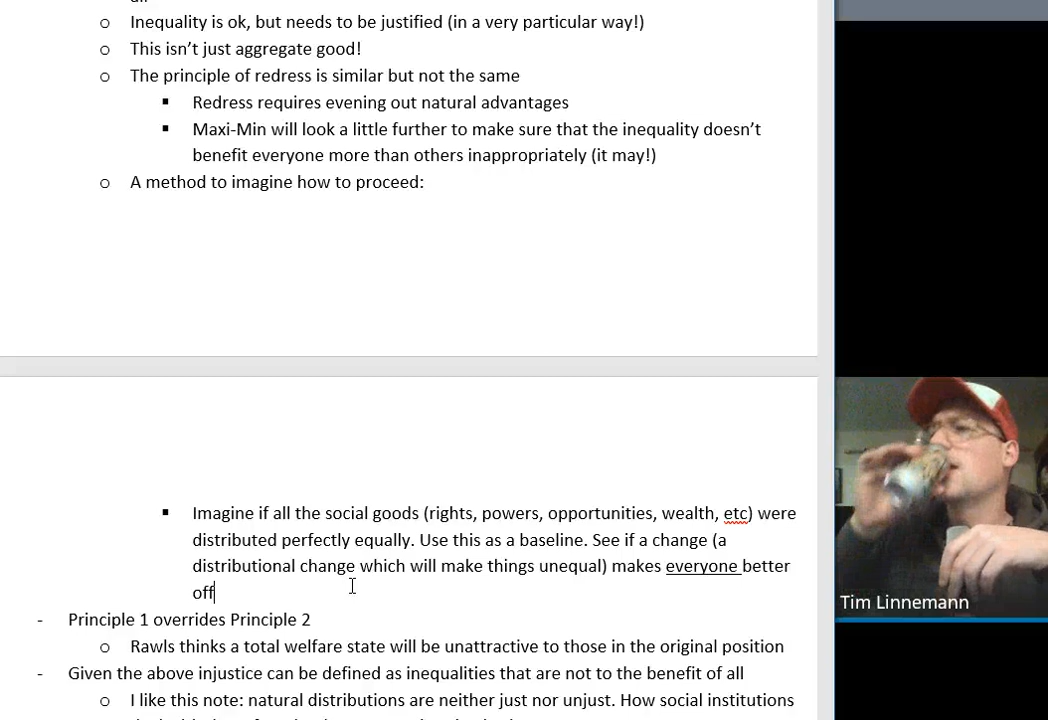 Inequality is ok, but needs to be justified (in a very particular way!)
This isn't just aggregate good!
The principle of redress is similar but not the same
Redress requires evening out natural advantages
Maxi-Min will look a little further to make sure that the inequality doesn't
benefit everyone more than others inappropriately (it may!)
A method to imagine how to proceed:
Imagine if all the social goods (rights, powers, opportunities, wealth, etc) were
distributed perfectly equally. Use this as a baseline. See if a change (a
distributional change which will make things unequal) makes everyone better
off
- Principle 1 overrides Principle 2
Rawls thinks a total welfare state will be unattractive to those in the original position
- Given the above injustice can be defined as inequalities that are not to the benefit of all
I like this note: natural distributions are neither just nor unjust. How social institutions
Tim Linnemann